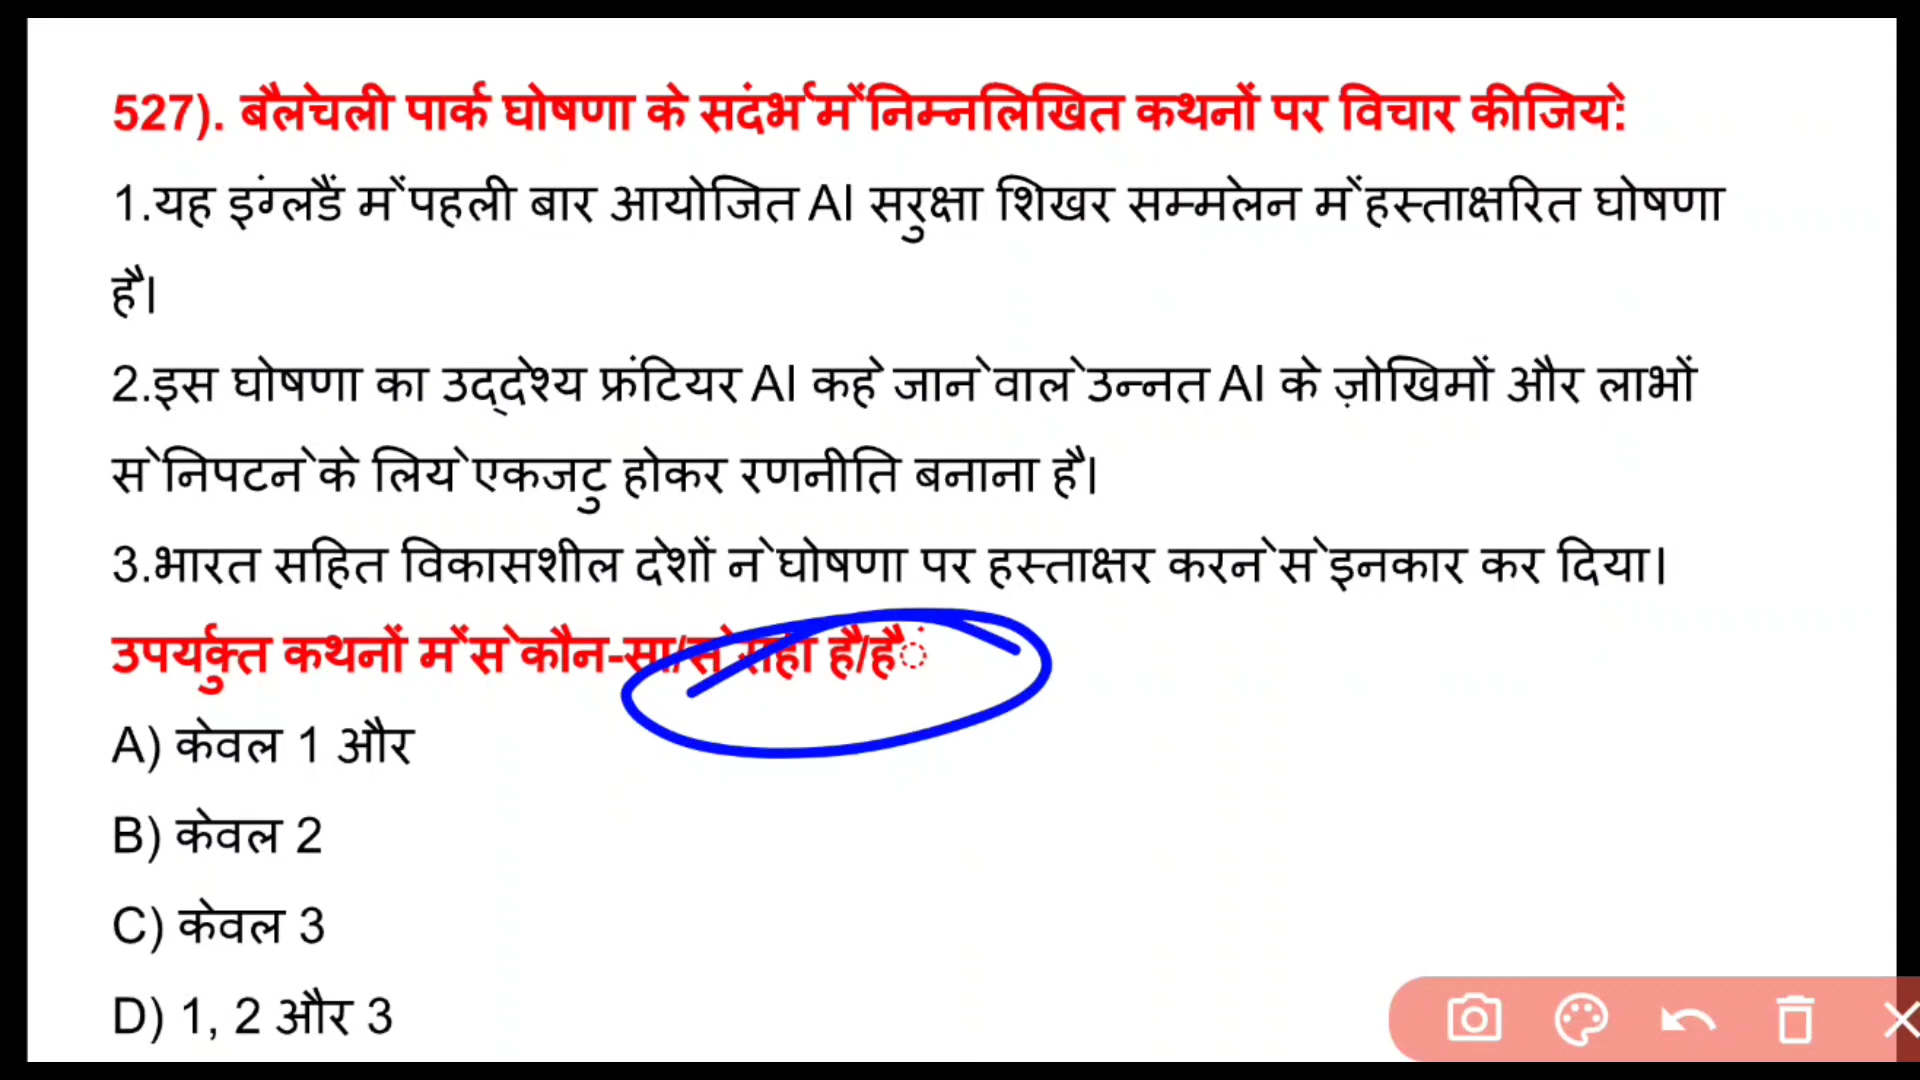 527). बैलेचली पार्क घोषणा के सदंर्भ में निम्नलिखित कथनों पर विचार कीजिये:
1.यह इंग्लैंड में पहली बार आयोजित AI सुरक्षा शिखर सम्मेलन में हस्ताक्षरित घोषणा
है।
2.इस घोषणा का उद्देश्य फ्रंटियर AI कहे जाने वाले उन्नत AI के ज़ोखिमों और लाभों
से निपटने के लिये एकजटु होकर रणनीति बनाना है।
3.भारत सहित विकासशील देशों ने घोषणा पर हस्ताक्षर करने से इनकार कर दिया।
उपर्युक्त कथनों में से कौन-सा/से सही है/हैं
A) केवल 1 और
B) केवल 2
C) केवल 3
D) 1, 2 और 3